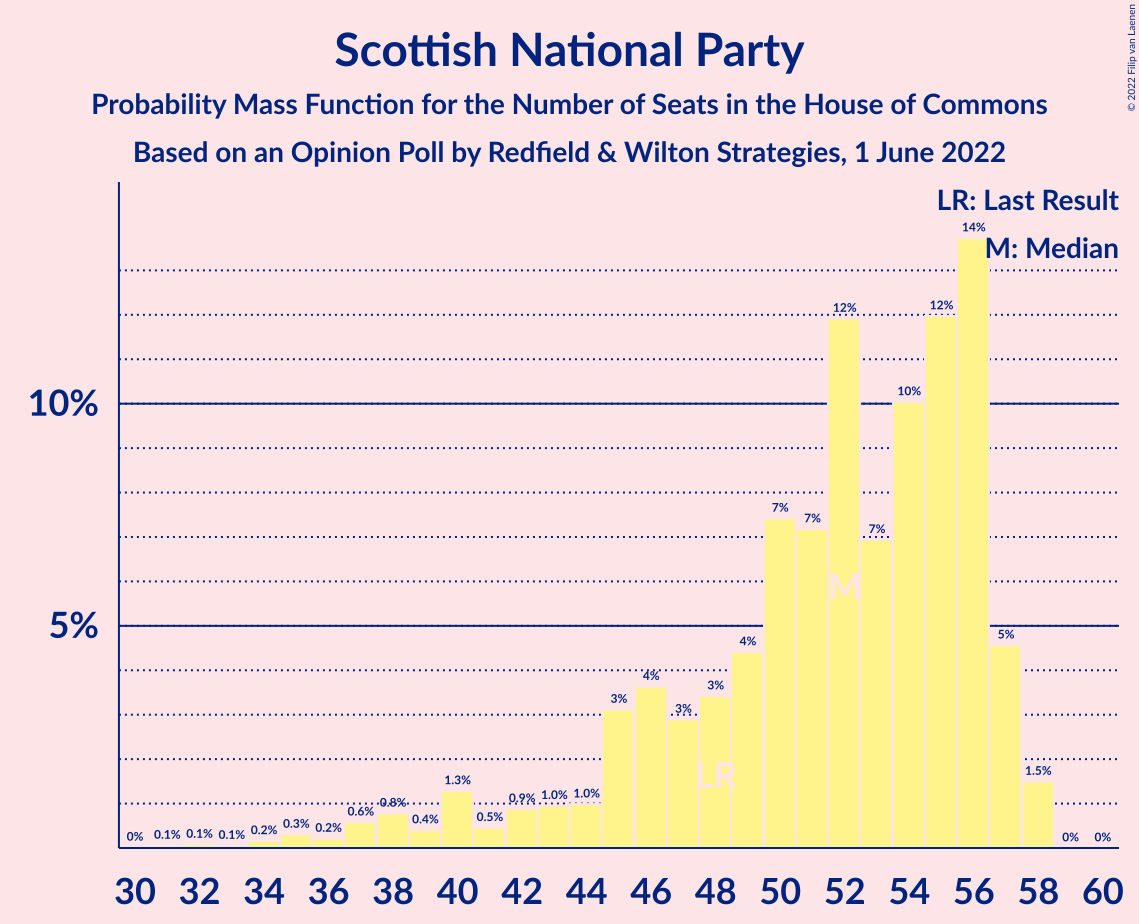 Scottish National Party
Probability Mass Function for the Number of Seats in the House of Commons
Based on an Opinion Poll by Redfield & Wilton Strategies, 1 June 2022
© 2022 Filip van Laenen
LR: Last Result
M: Median
10%
5%
0% 0.1% 0.1% 0.1% 0.2% 0.3% 0.2% 0.6% 0.8% 0.4% 1.3% 0.5% 0.9% 1.0% 1.0% 3% 4% 3% 3% 4% 7% 7% 12% 7% 10% 12% 14% 5% 1.5% 0% 0%
M
LR
30 32 34 36 38 40 42 44 46 48 50 52 54 56 58 60